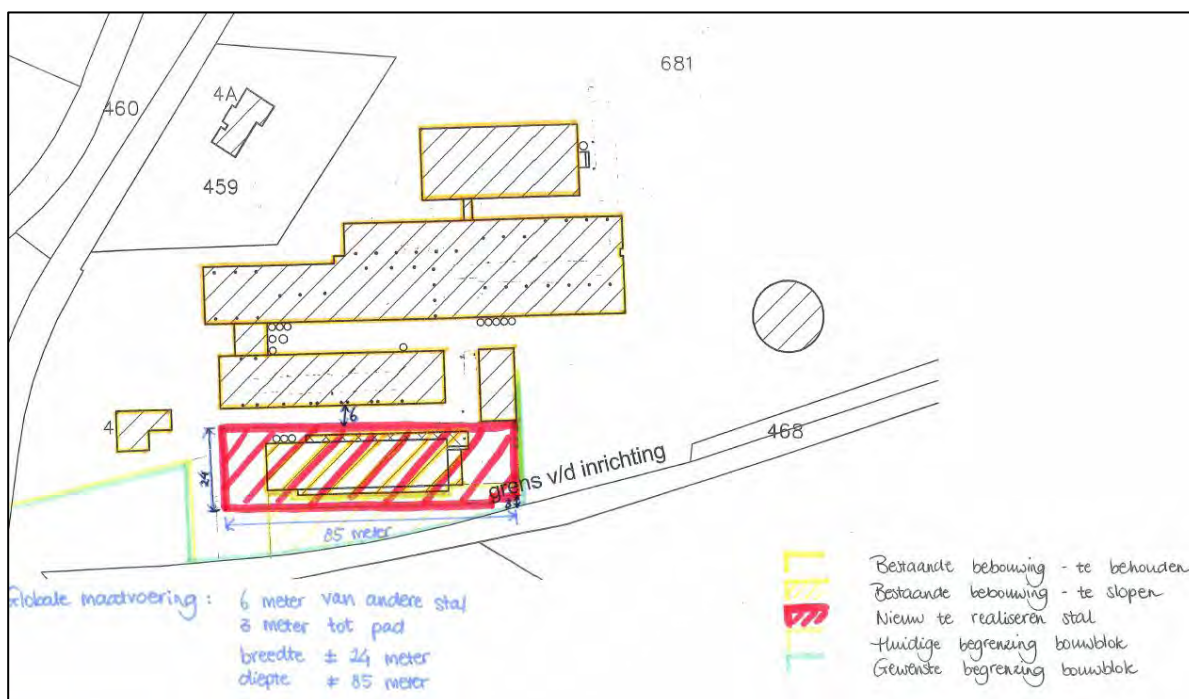 681
460
4A
459
6
4
468
24
grens v/d inrichting
85 meter
Globale maatvoering : 6 meter van andere stal
3 meter tot pad
breedte ± 24 meter
diepte ± 85 meter
Bestaande bebouwing - te behouden
Bestaande bebouwing - te slopen
Nieuw te realiseren stal
Huidige begrenzing bouwblok
Gewenste begrenzing bouwblok